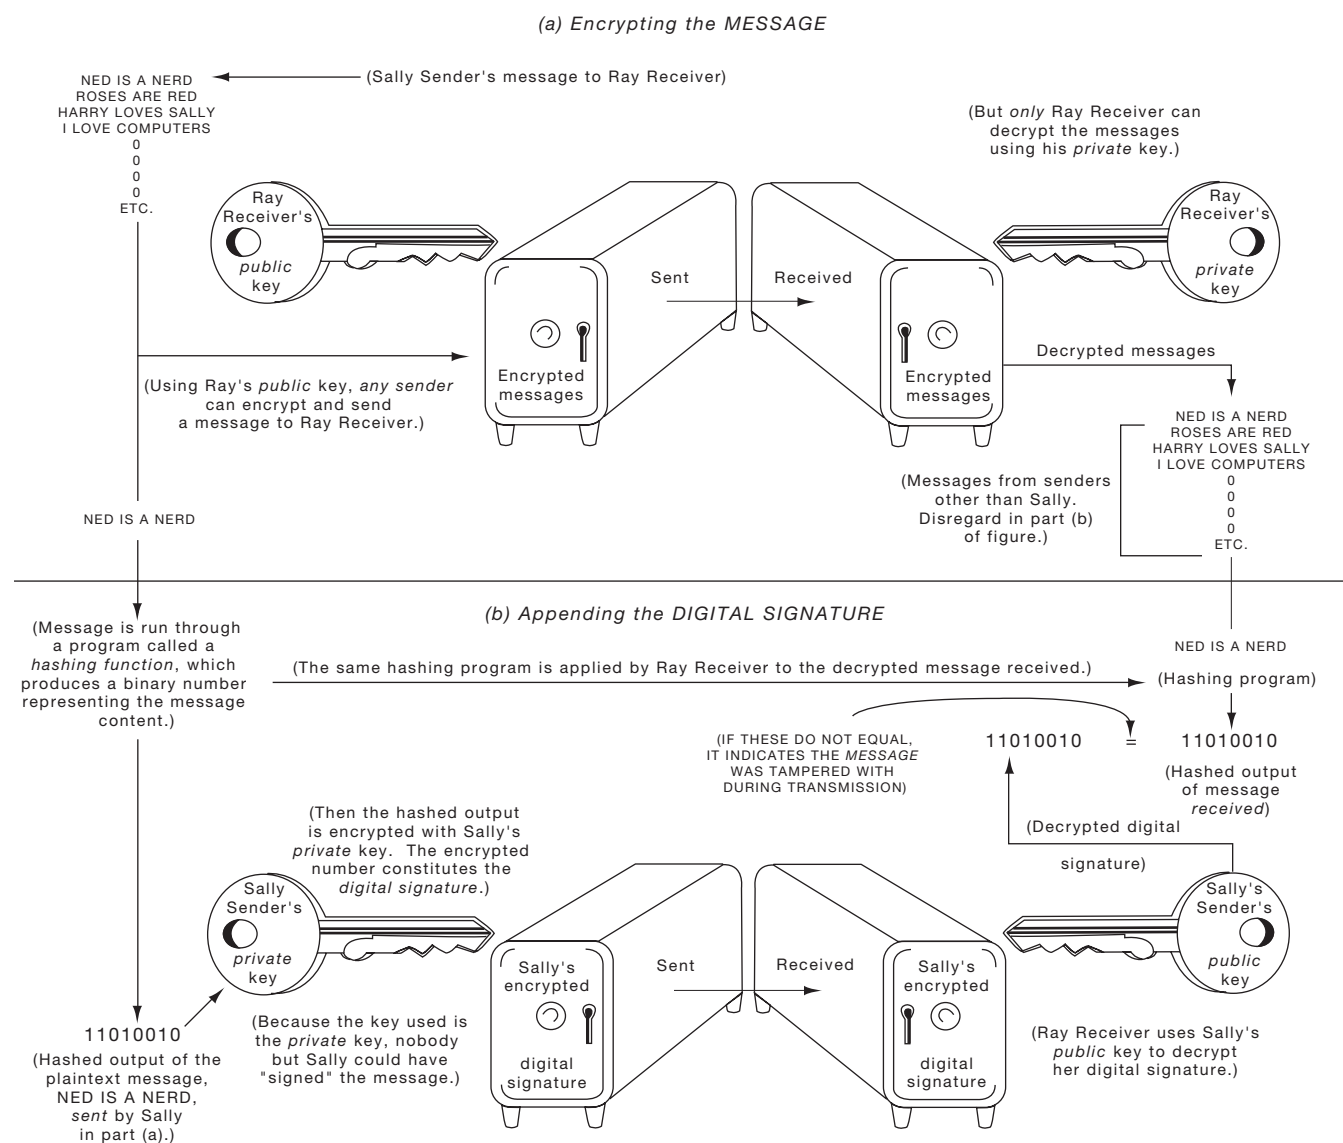 (a) Encrypting the MESSAGE
NED IS A NERD
ROSES ARE RED
HARRY LOVES SALLY
I LOVE COMPUTERS
0
0
0
0
ETC.
(Sally Sender's message to Ray Receiver)
(But only Ray Receiver can
decrypt the messages
using his private key.)
Ray
Receiver's
public
key
Sent
Received
Ray
Receiver's
private
key
Encrypted
messages
Encrypted
messages
(Using Ray's public key, any sender
can encrypt and send
a message to Ray Receiver.)
Decrypted messages
NED IS A NERD
ROSES ARE RED
HARRY LOVES SALLY
I LOVE COMPUTERS
0
0
0
0
ETC.
(Messages from senders
other than Sally.
Disregard in part (b)
of figure.)
NED IS A NERD
(b) Appending the DIGITAL SIGNATURE
(Message is run through
a program called a
hashing function, which
produces a binary number
representing the message
content.)
(The same hashing program is applied by Ray Receiver to the decrypted message received.)
NED IS A NERD
(Hashing program)
(IF THESE DO NOT EQUAL,
IT INDICATES THE MESSAGE
WAS TAMPERED WITH
DURING TRANSMISSION)
11010010 = 11010010
(Hashed output
of message
received)
(Decrypted digital
signature)
(Then the hashed output
is encrypted with Sally's
private key. The encrypted
number constitutes the
digital signature.)
Sally
Sender's
private
key
Sally's
encrypted
digital
signature
Sent
Received
Sally's
encrypted
digital
signature
Sally's
Sender's
public
key
11010010
(Hashed output of the
plaintext message,
NED IS A NERD,
sent by Sally
in part (a).)
(Because the key used is
the private key, nobody
but Sally could have
"signed" the message.)
(Ray Receiver uses Sally's
public key to decrypt
her digital signature.)